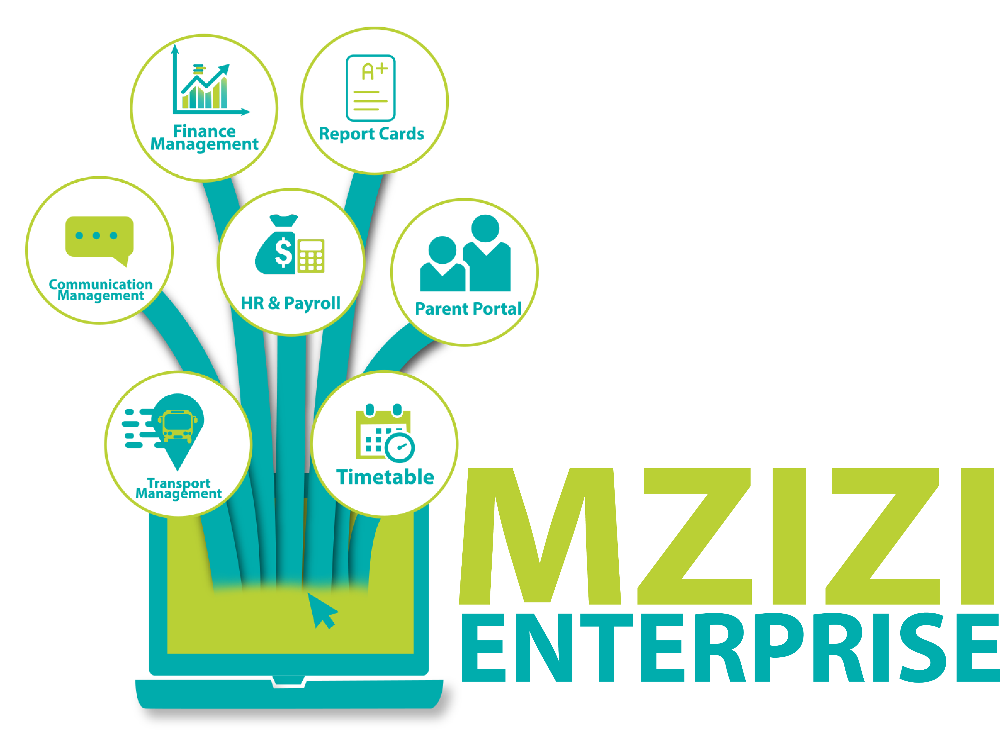 Finance
Management
A+
Report Cards
Communication
Management
$
HR & Payroll
Parent Portal
Transport
Management
Timetable
MZIZI
ENTERPRISE